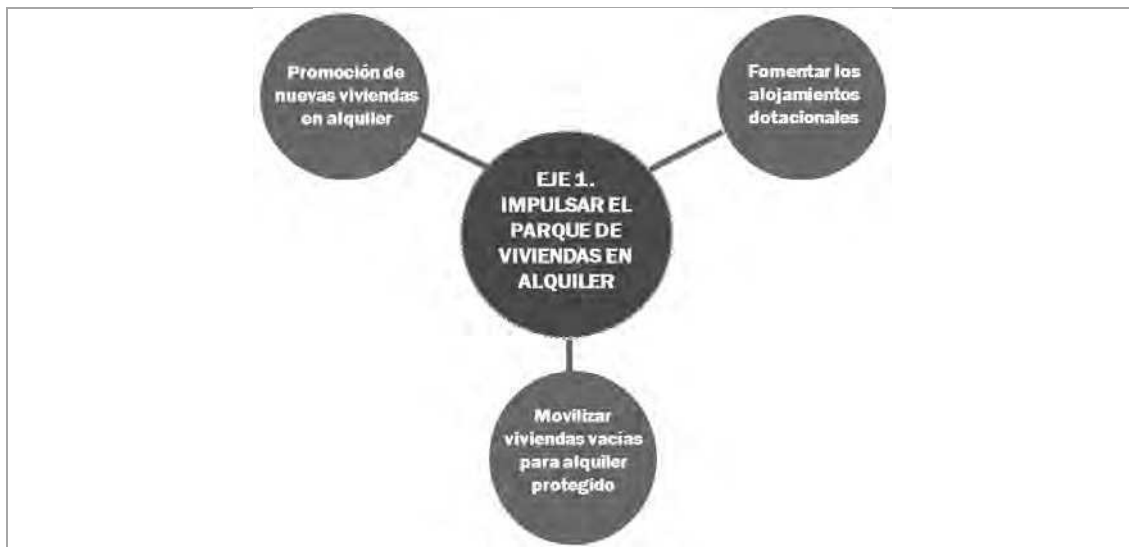 Promoción de
nuevas viviendas
en alquiler
Fomentar los
alojamientos
dotacionales
EJE 1.
IMPULSAR EL
PARQUE DE
VIVIENDAS EN
ALQUILER
Movilizar
viviendas vacías
para alquiler
protegido